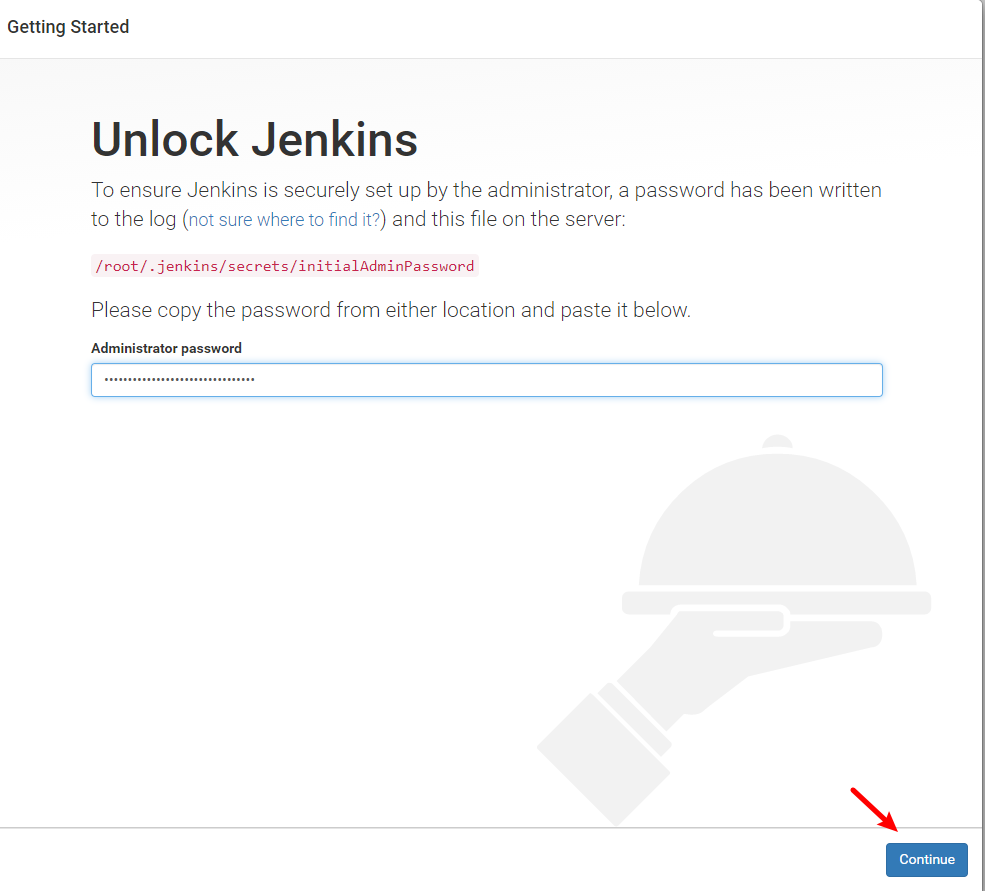 Getting Started
Unlock Jenkins
To ensure Jenkins is securely set up by the administrator, a password has been written
to the log (not sure where to find it?) and this file on the server:
/root/.jenkins/secrets/initialAdminPassword
Please copy the password from either location and paste it below.
Administrator password
Continue